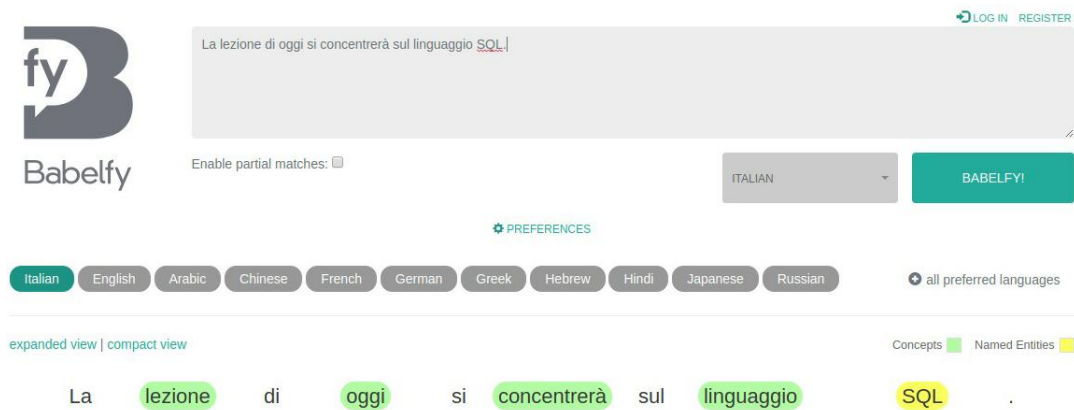 LOG IN REGISTER
La lezione di oggi si concentrerà sul linguaggio SQL.
fy
B
Babelfy
Enable partial matches:
ITALIAN
BABELFY!
PREFERENCES
Italian English Arabic Chinese French German Greek Hebrew Hindi Japanese Russian all preferred languages
expanded view | compact view Concepts Named Entities
La lezione di oggi si concentrerà sul linguaggio SQL .